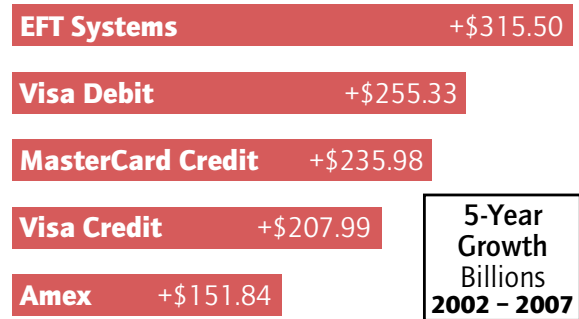 EFT Systems +$315.50
Visa Debit +$255.33
MasterCard Credit +$235.98
Visa Credit +$207.99
Amex +$151.84
5-Year
Growth
Billions
2002 – 2007